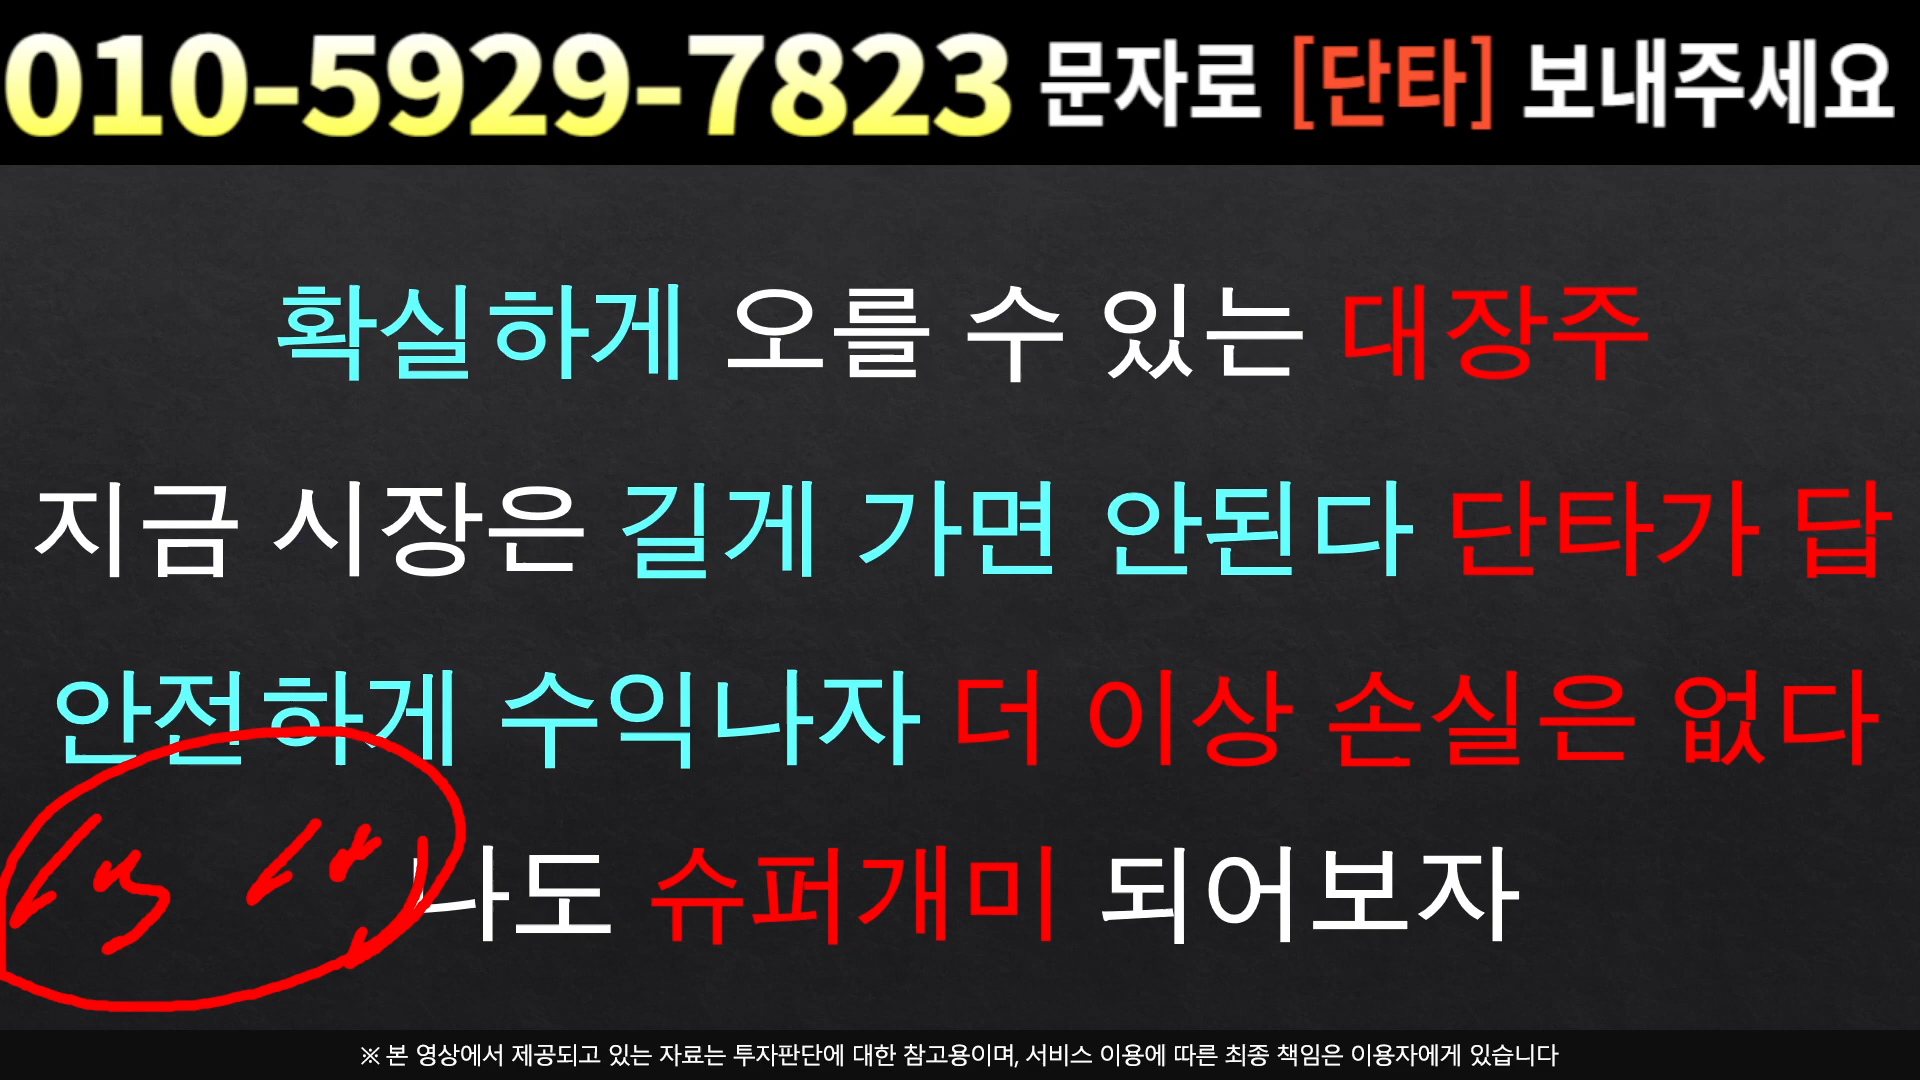 010-5929-7823 문자로 [단타] 보내주세요
확실하게 오를 수 있는 대장주
지금 시장은 길게 가면 안된다 단타가 답
안전하게 수익나자 더 이상 손실은 없다
나도 슈퍼개미 되어보자
※ 본 영상에서 제공되고 있는 자료는 투자판단에 대한 참고용이며, 서비스 이용에 따른 최종 책임은 이용자에게 있습니다